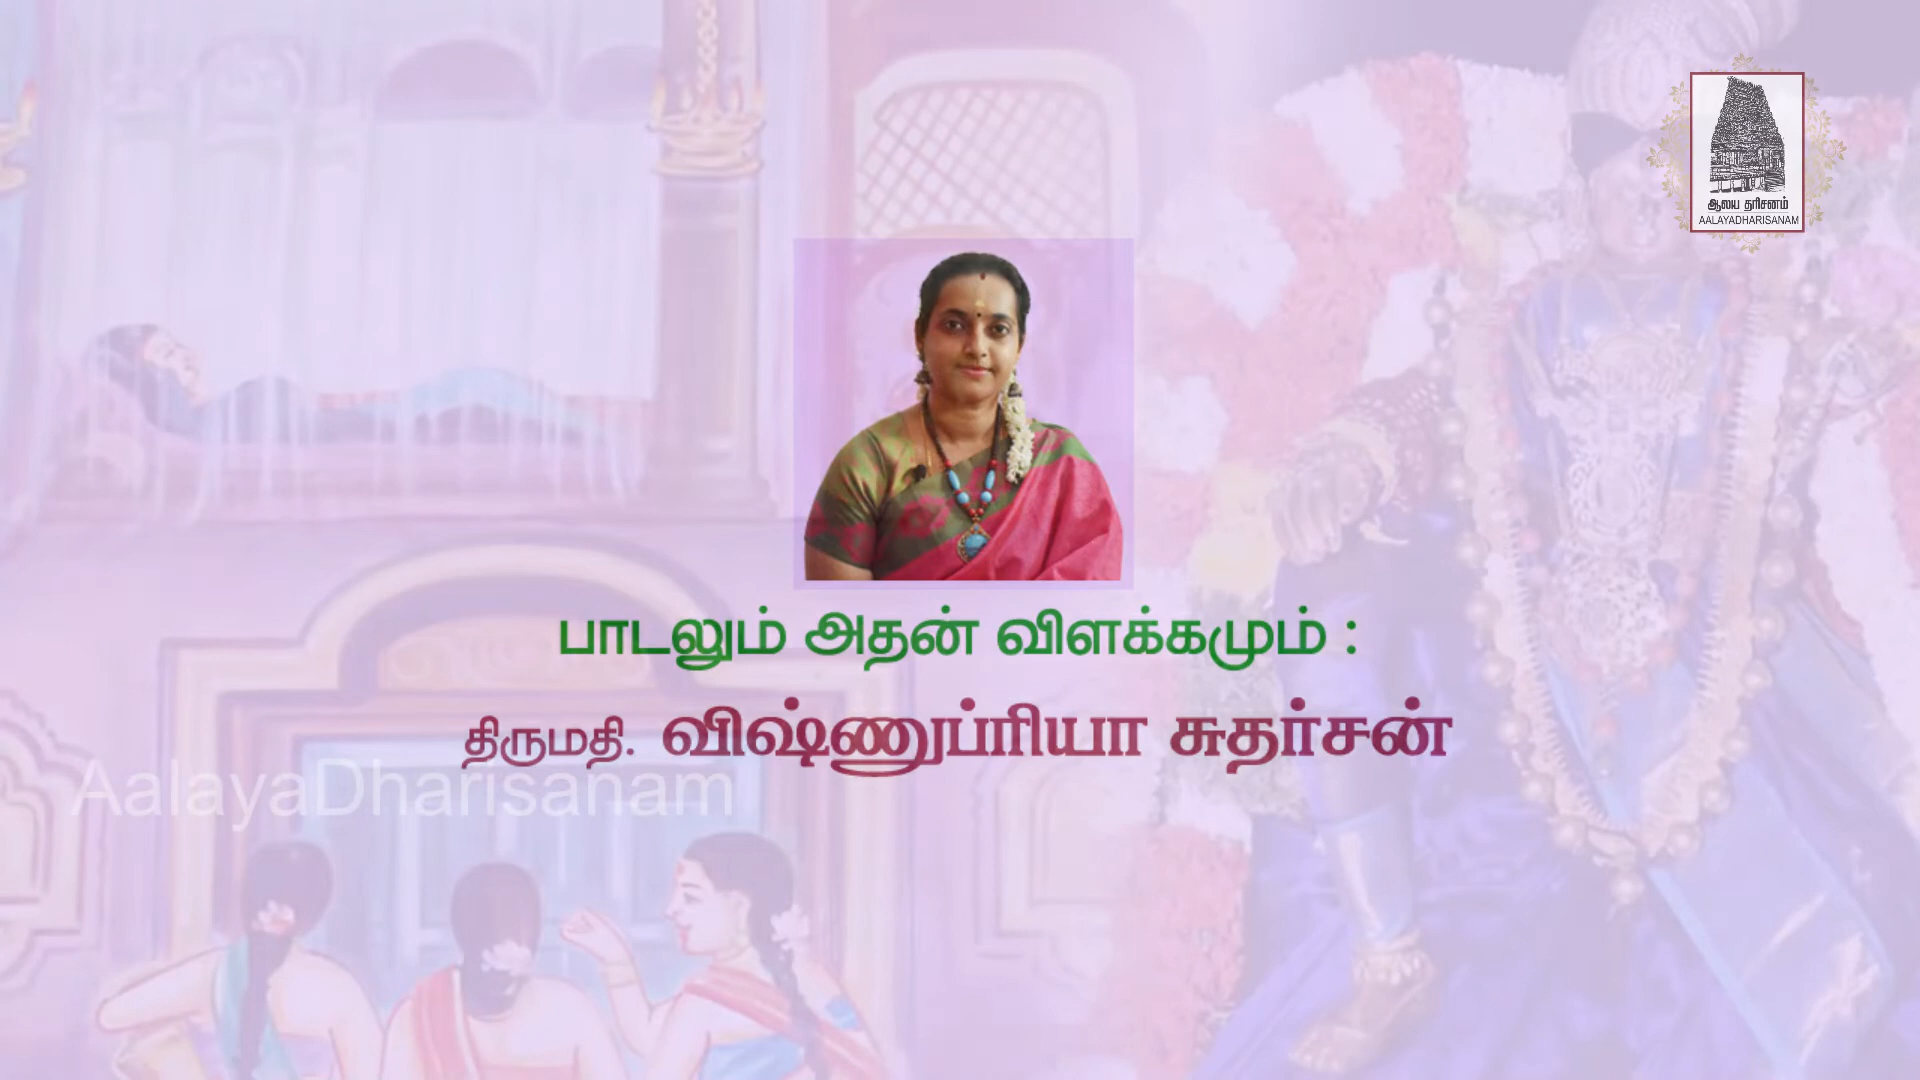 ஆலய தரிசனம்
AALAYADHARISANAM
பாடலும் அதன் விளக்கமும் :
திருமதி. விஷ்ணுப்ரியா சுதர்சன்
AalayaDharisanam